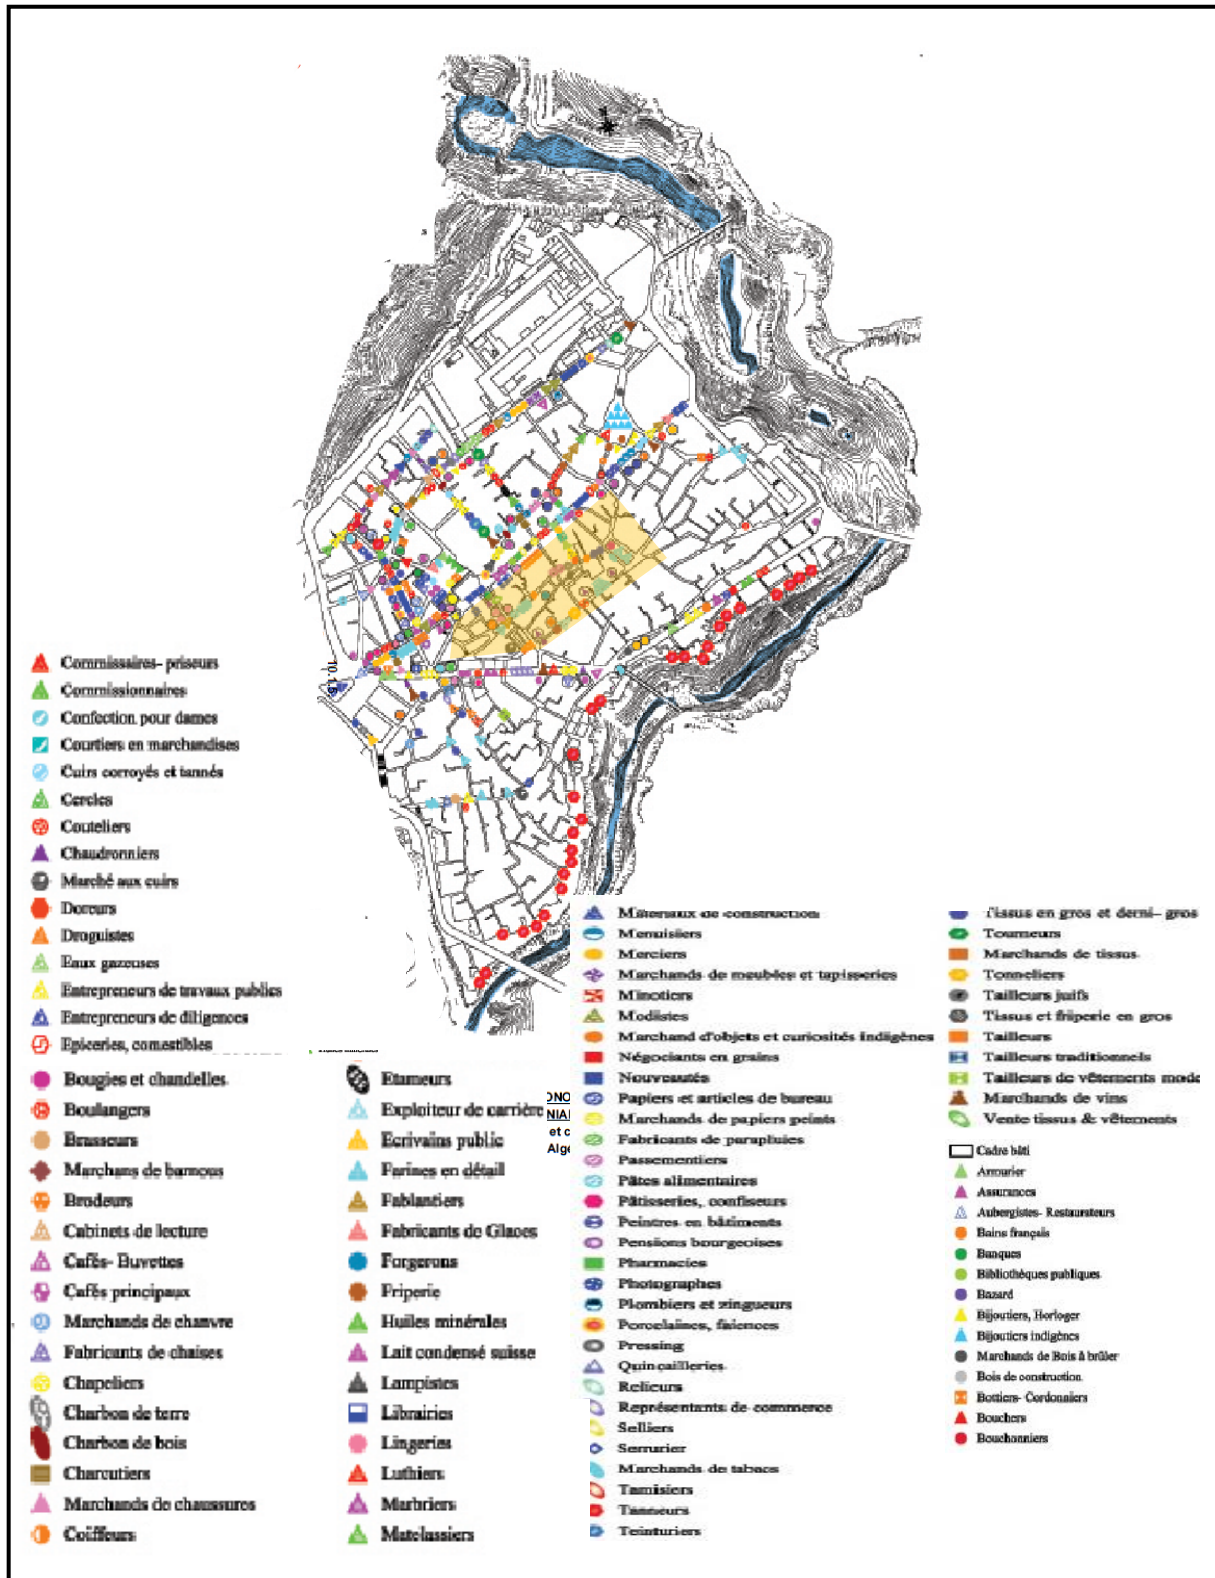 Commissaires- priseurs
Commissionnaires
Confection pour dames
Courtiers en marchandises
Cuirs corroyés et tannés
Cercles
Couteliers
Chaudronniers
Marché aux cuirs
Doreurs
Droguistes
Eaux gazeuses
Entrepreneurs de travaux publics
Entrepreneurs de diligences
Epiceries, comestibles
Bougies et chandelles
Boulangers
Brasseurs
Marchans de barnous
Brodeurs
Cabinets de lecture
Cafés- Buvettes
Cafés principaux
Marchands de chanvre
Fabricants de chaises
Chapeliers
Charbon de terre
Charbon de bois
Charcutiers
Marchands de chaussures
Coiffeurs
Etameurs
Exploiteur de carrière
Ecrivains public
Farines en détail
Fablantiers
Fabricants de Glaces
Forgerons
Friperie
Huiles minérales
Lait condensé suisse
Lampistes
Librairies
Lingeries
Luthiers
Marbriers
Matelassiers
Matériaux de construction
Menuisiers
Merciers
Marchands de meubles et tapisseries
Minotiers
Modistes
Marchand d'objets et curiosités indigènes
Négociants en grains
Nouveautés
Papiers et articles de bureau
Marchands de papiers peints
Fabricants de parapluies
Passementiers
Pâtes alimentaires
Pâtisseries, confiseurs
Peintres en bâtiments
Pensions bourgeoises
Pharmacies
Photographes
Plombiers et zingueurs
Porcelaines, faïences
Pressing
Quincailleries
Relieurs
Représentants de commerce
Selliers
Serrurier
Marchands de tabacs
Tamisiers
Tanneurs
Teinturiers
Tissus en gros et demi- gros
Tourneurs
Marchands de tissus
Tonneliers
Tailleurs juifs
Tissus et friperie en gros
Tailleurs
Tailleurs traditionnels
Tailleurs de vêtements mode
Marchands de vins
Vente tissus & vêtements
Cadre bâti
Armurier
Assurances
Aubergistes- Restaurateurs
Bains français
Banques
Bibliothèques publiques
Bazard
Bijoutiers, Horloger
Bijoutiers indigènes
Marchands de Bois à brûler
Bois de construction
Bottiers- Cordonniers
Bouchers
Bouchonniers